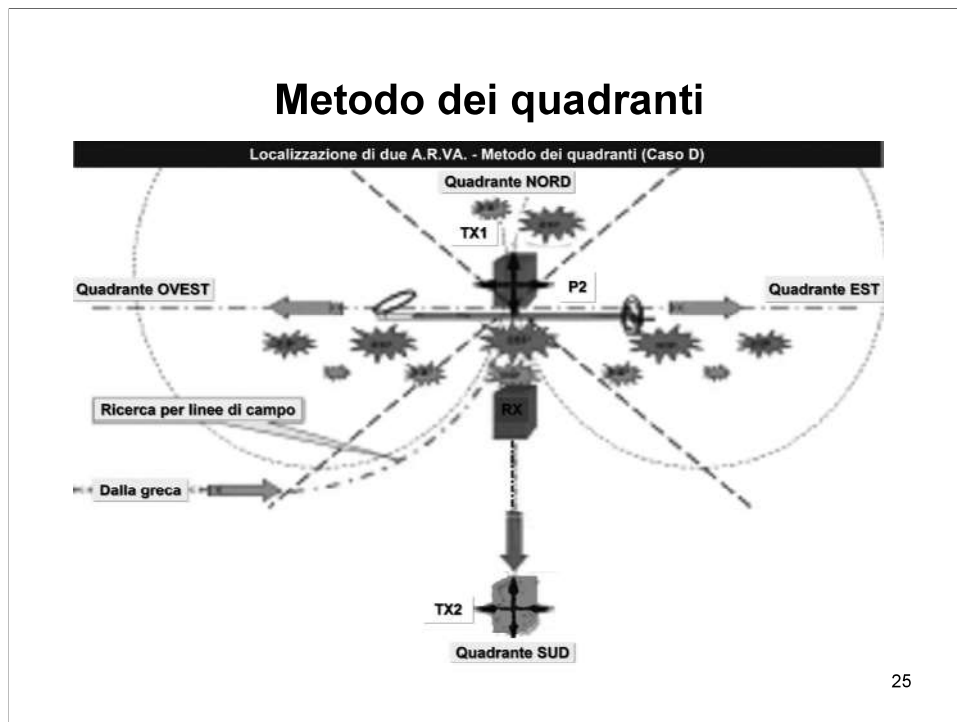 Metodo dei quadranti
Localizzazione di due A.R.VA. - Metodo dei quadranti (Caso D)
Quadrante NORD
TX1
P2
Quadrante OVEST
Quadrante EST
Ricerca per linee di campo
RX
Dalla greca
TX2
Quadrante SUD
25